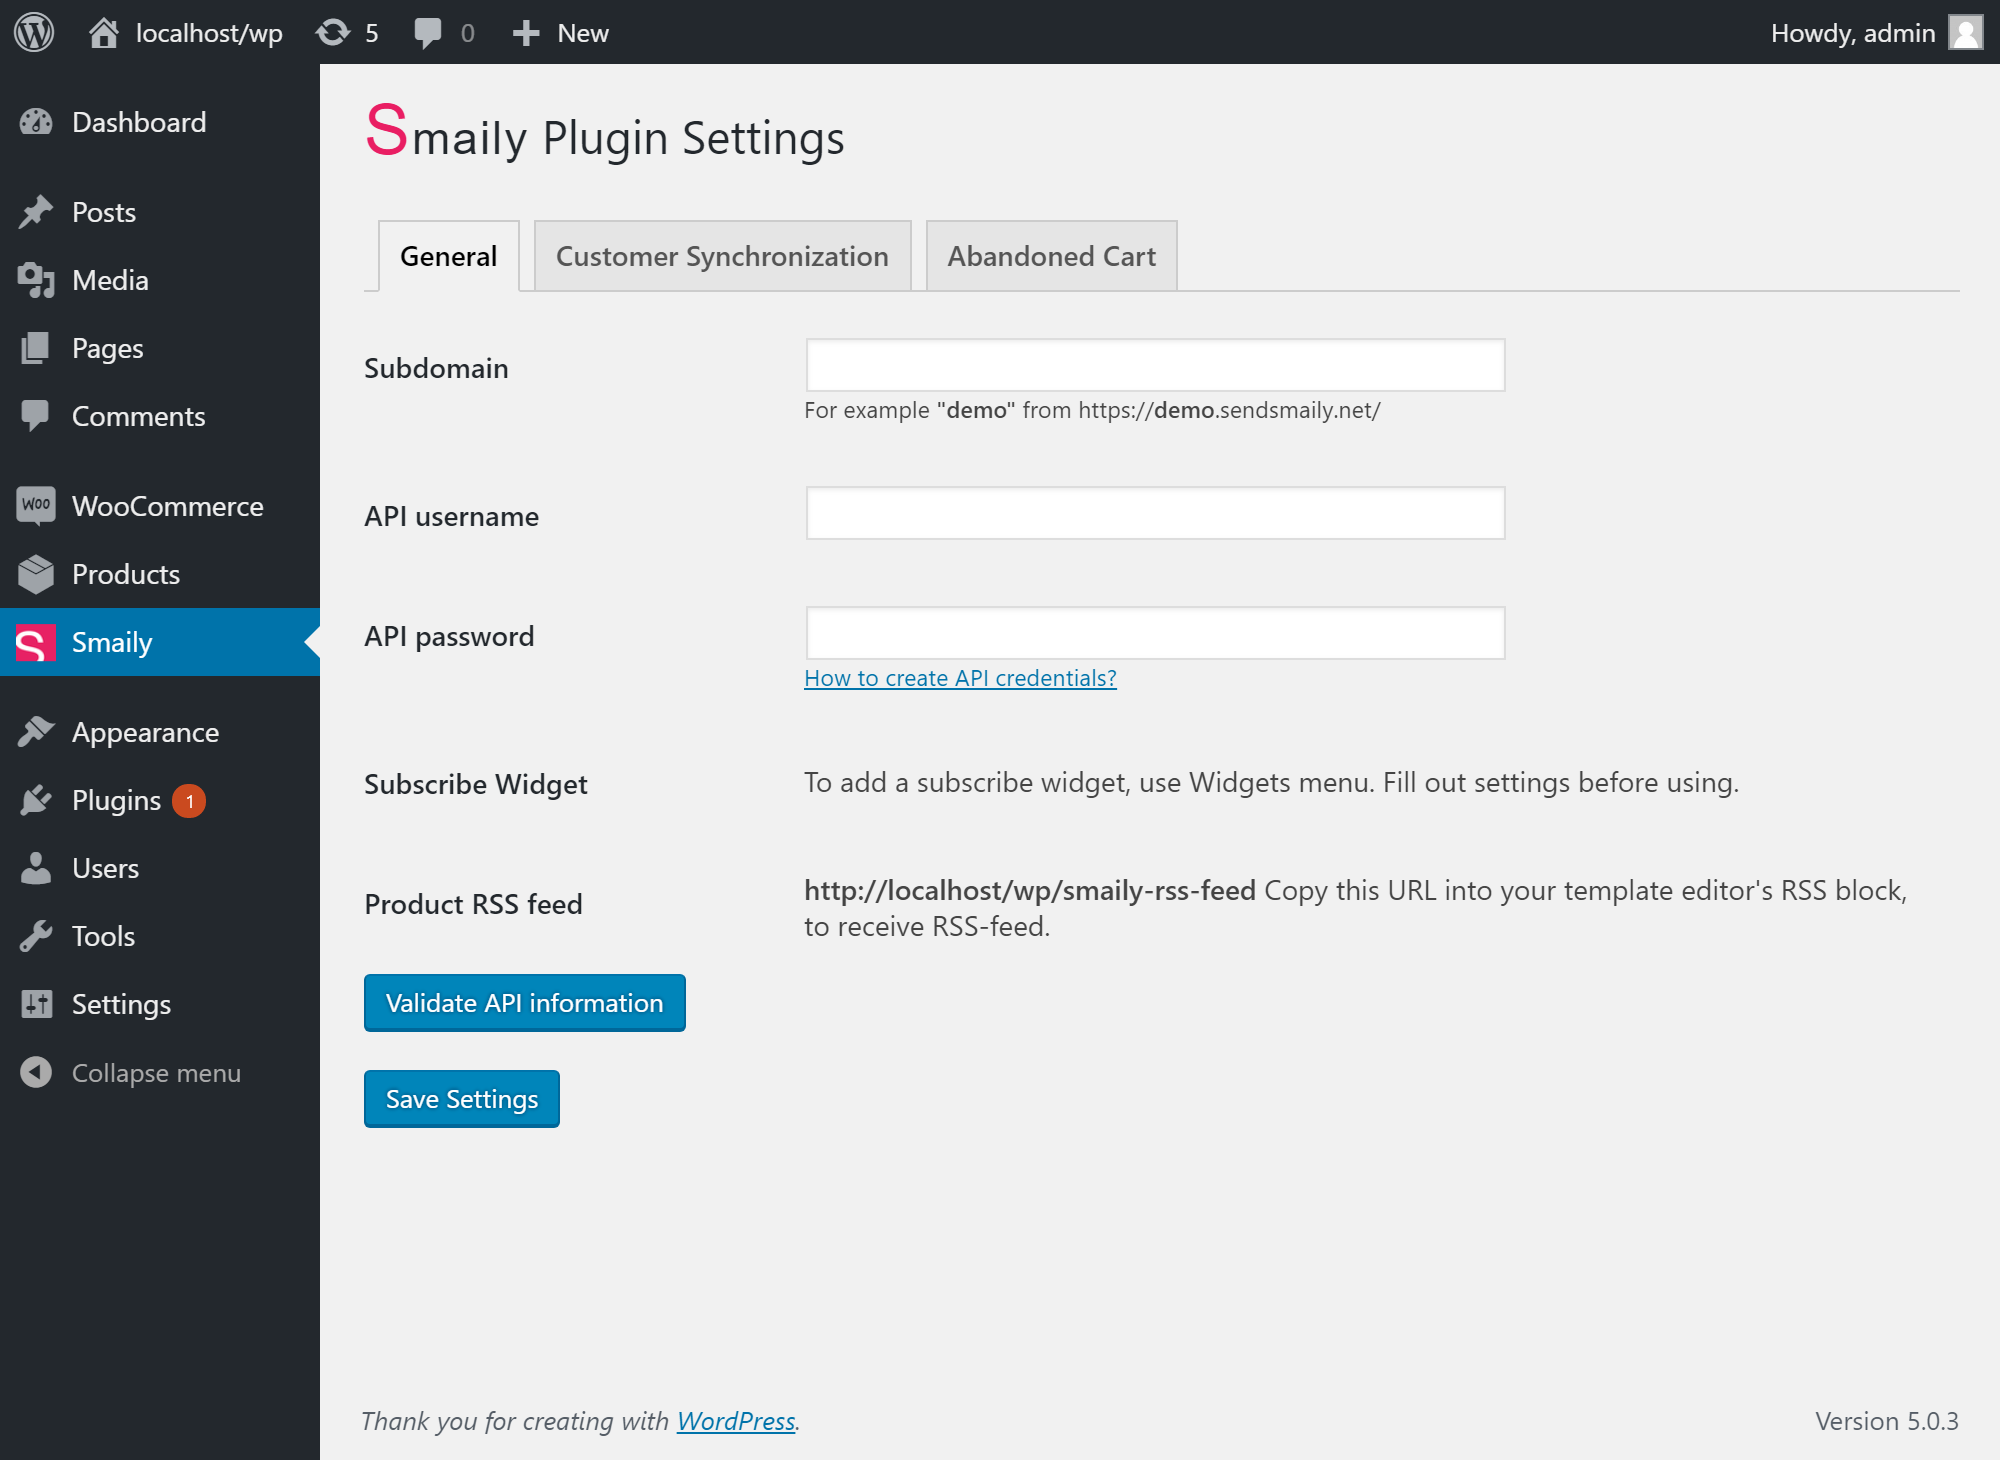 localhost/wp 5 0 New Howdy, admin
Dashboard
Posts
Media
Pages
Comments
Woo WooCommerce
Products
S Smaily
Appearance
Plugins 1
Users
Tools
Settings
Collapse menu
Smaily Plugin Settings
General Customer Synchronization Abandoned Cart
Subdomain
For example "demo" from https://demo.sendsmaily.net/
API username
API password
How to create API credentials?
Subscribe Widget To add a subscribe widget, use Widgets menu. Fill out settings before using.
Product RSS feed http://localhost/wp/smaily-rss-feed Copy this URL into your template editor's RSS block,
to receive RSS-feed.
Validate API information
Save Settings
Thank you for creating with WordPress. Version 5.0.3